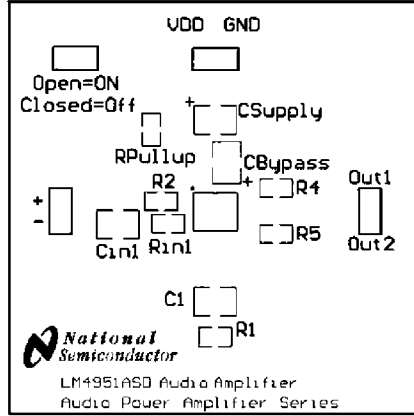 VDD GND
Open=ON
Closed=Off
+ CSupply
RPullup
CBypass
+
R2
R4
Out1
+
-
Cin1
Rin1
R5
Out2
C1
R1
National
Semiconductor
LM4951ASD Audio Amplifier
Audio Power Amplifier Series